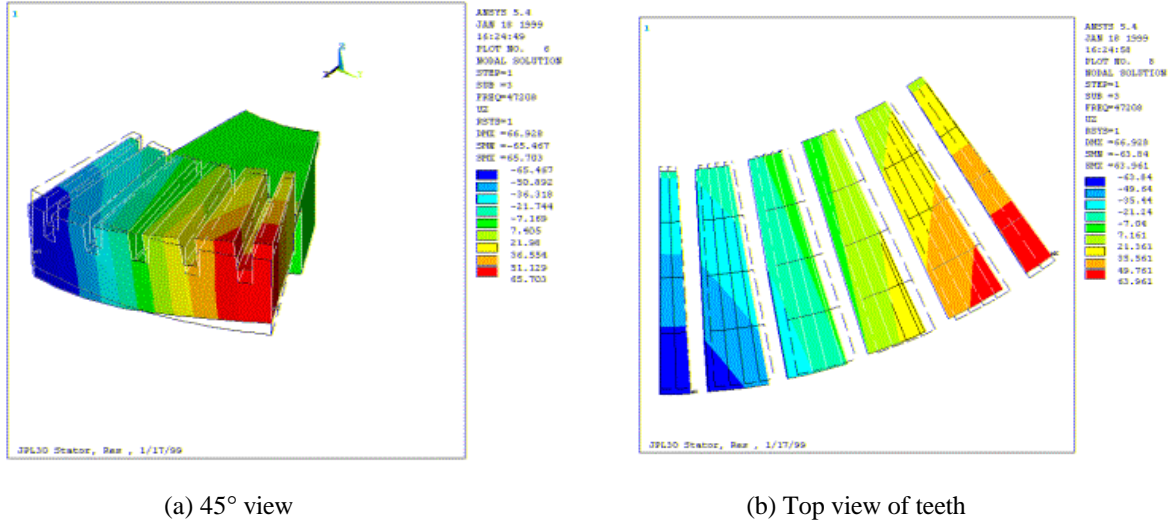 1
ANSYS 5.4
JAN 18 1999
16:24:49
PLOT NO. 6
NODAL SOLUTION
STEP=1
SUB =3
FREQ=47208
UZ
RSYS=1
DMX =66.928
SMN =-65.467
SMX =65.703
-65.467
-50.892
-36.318
-21.744
-7.169
7.405
21.98
36.554
51.129
65.703
Z
JPL30 Stator, Res , 1/17/99
(a) 45° view
1
ANSYS 5.4
JAN 18 1999
16:24:58
PLOT NO. 8
NODAL SOLUTION
STEP=1
SUB =3
FREQ=47208
UZ
RSYS=1
DMX =66.928
SMN =-63.84
SMX =63.961
-63.84
-49.64
-35.44
-21.24
-7.04
7.161
21.361
35.561
49.761
63.961
JPL30 Stator, Res , 1/17/99
(b) Top view of teeth